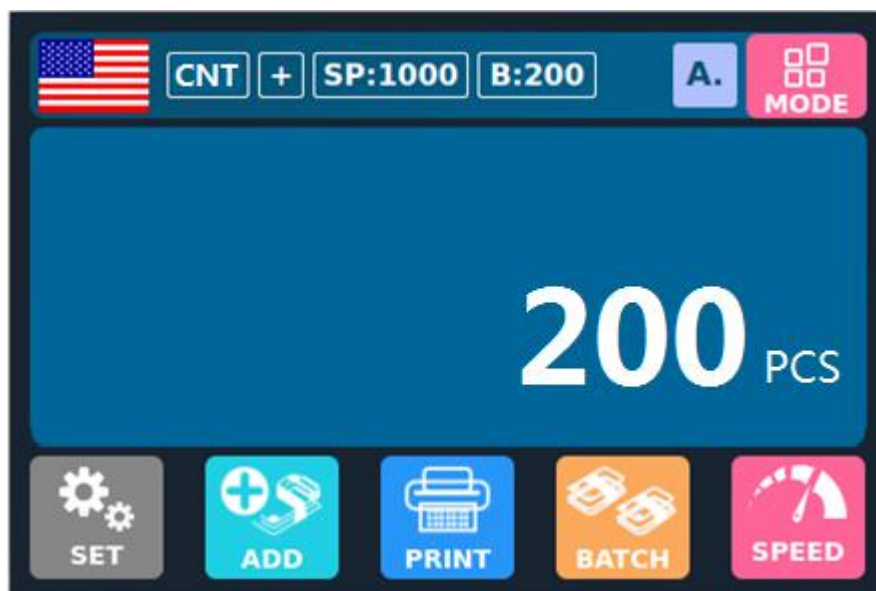 CNT + SP:1000 B:200 A. MODE
200 PCS
SET ADD PRINT BATCH SPEED